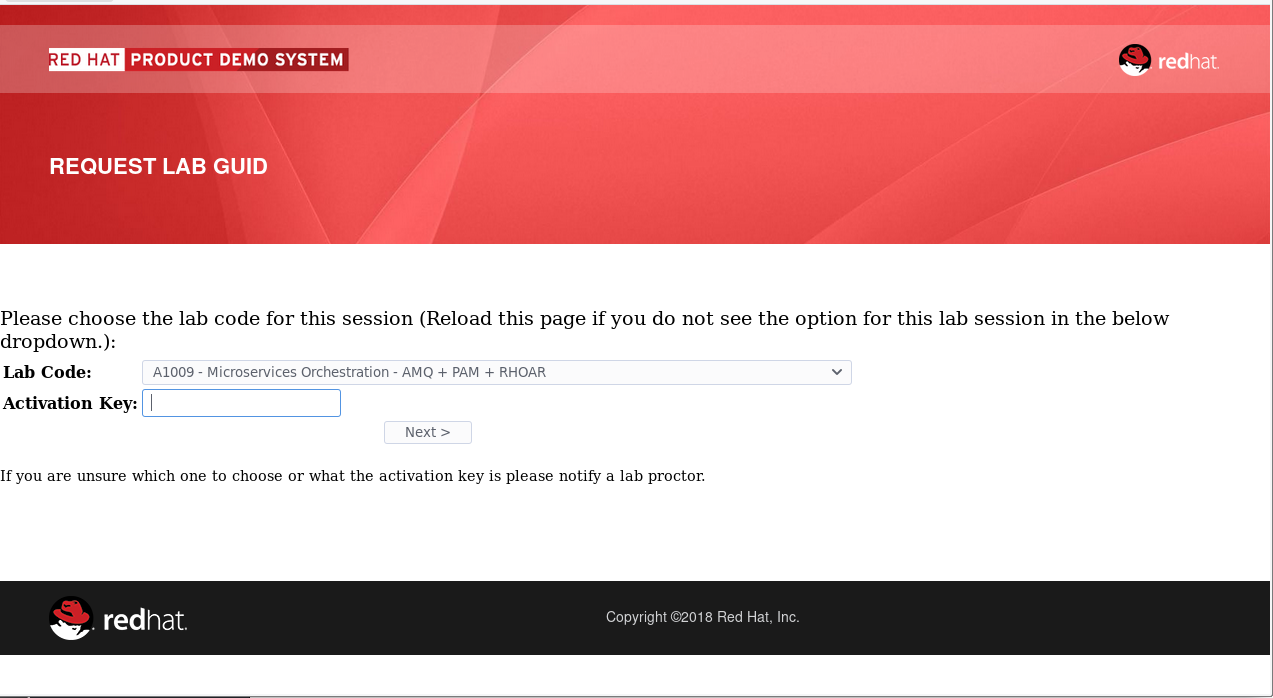 RED HAT PRODUCT DEMO SYSTEM
redhat.
REQUEST LAB GUID
Please choose the lab code for this session (Reload this page if you do not see the option for this lab session in the below
dropdown.):
Lab Code: A1009 - Microservices Orchestration - AMQ + PAM + RHOAR
Activation Key:
Next >
If you are unsure which one to choose or what the activation key is please notify a lab proctor.
redhat.
Copyright ©2018 Red Hat, Inc.